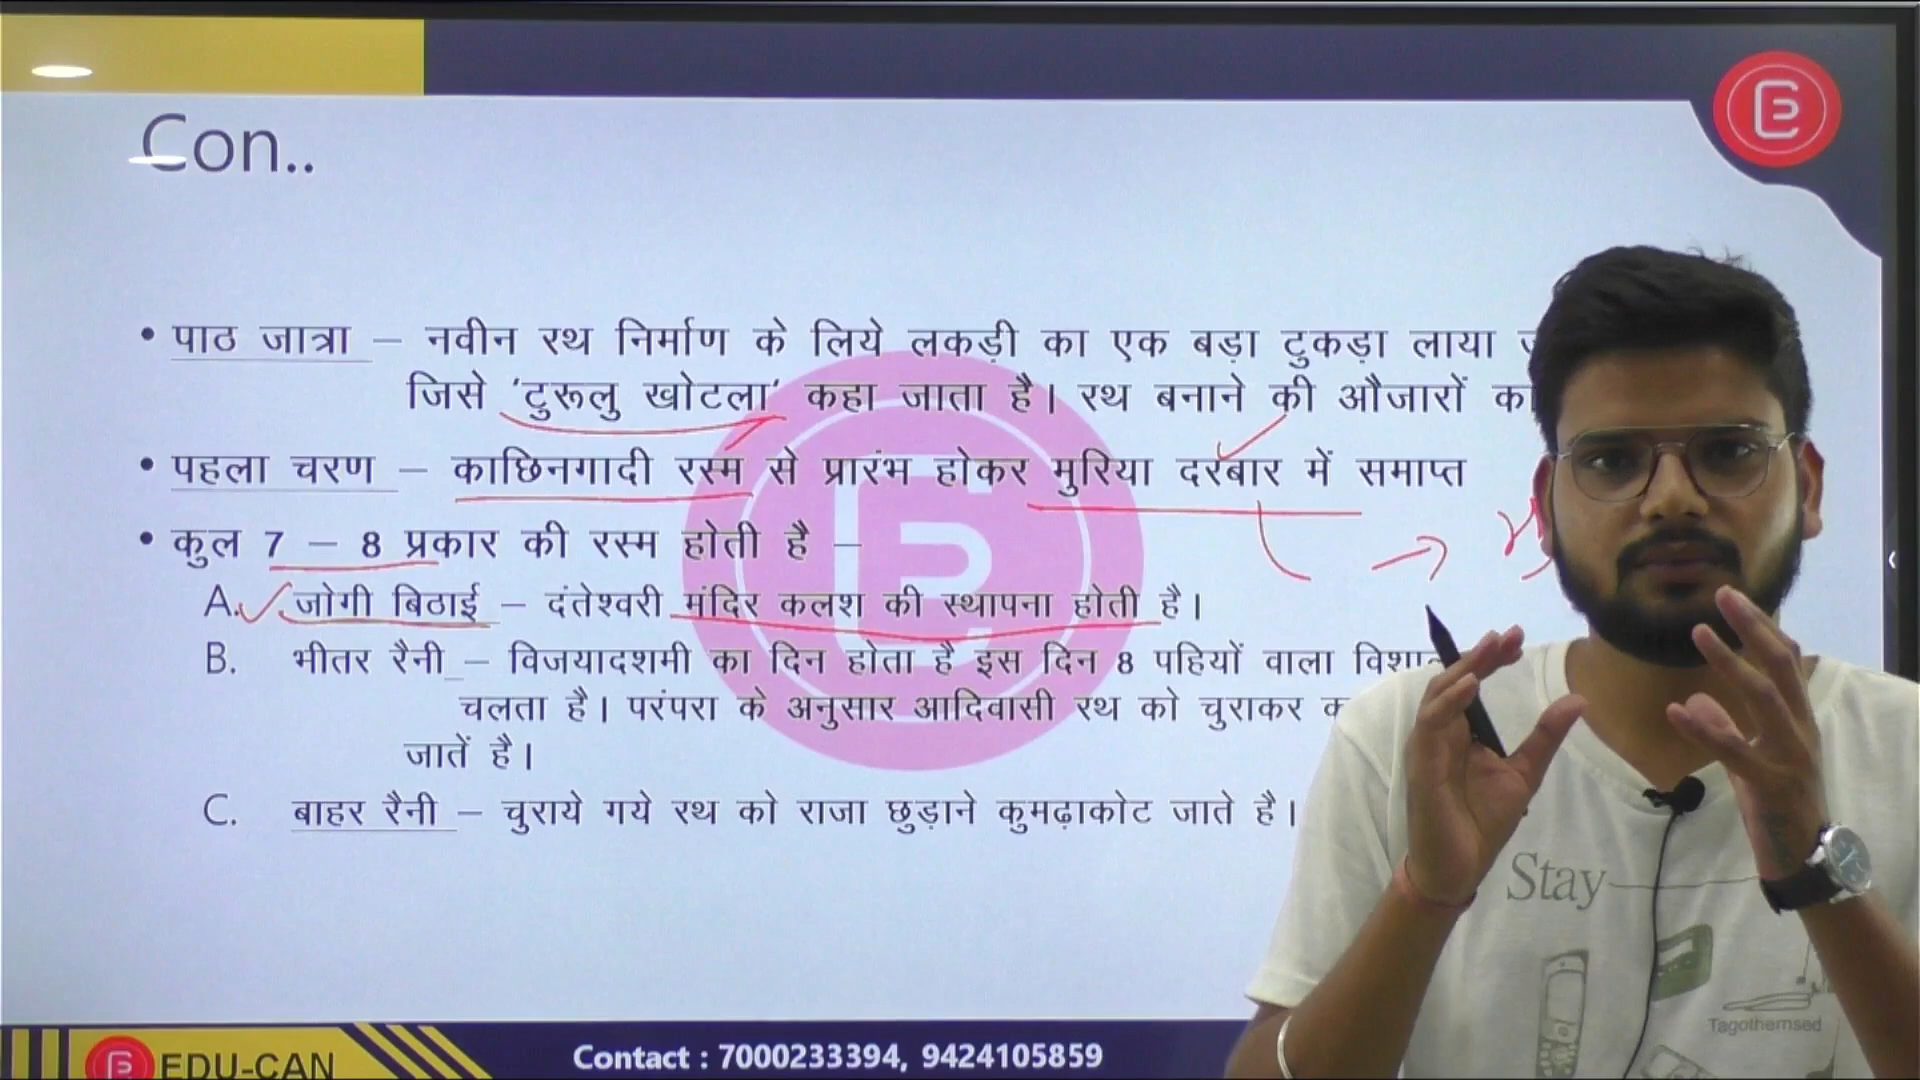 Con..
• पाठ जात्रा – नवीन रथ निर्माण के लिये लकड़ी का एक बड़ा टुकड़ा लाया
जिसे 'टुरूलु खोटला' कहा जाता है। रथ बनाने की औजारों का
• पहला चरण – काछिनगादी रस्म से प्रारंभ होकर मुरिया दरबार में समाप्त
• कुल 7 – 8 प्रकार की रस्म होती है –
A. जोगी बिठाई – दंतेश्वरी मंदिर कलश की स्थापना होती है।
B. भीतर रैनी – विजयादशमी का दिन होता है इस दिन 8 पहियों वाला
चलता है। परंपरा के अनुसार आदिवासी रथ को चुराकर
जातें है।
C. बाहर रैनी – चुराये गये रथ को राजा छुड़ाने कुमढ़ाकोट जाते है।
Stay
Tagothemsed
EDU-CAN
Contact : 7000233394, 9424105859